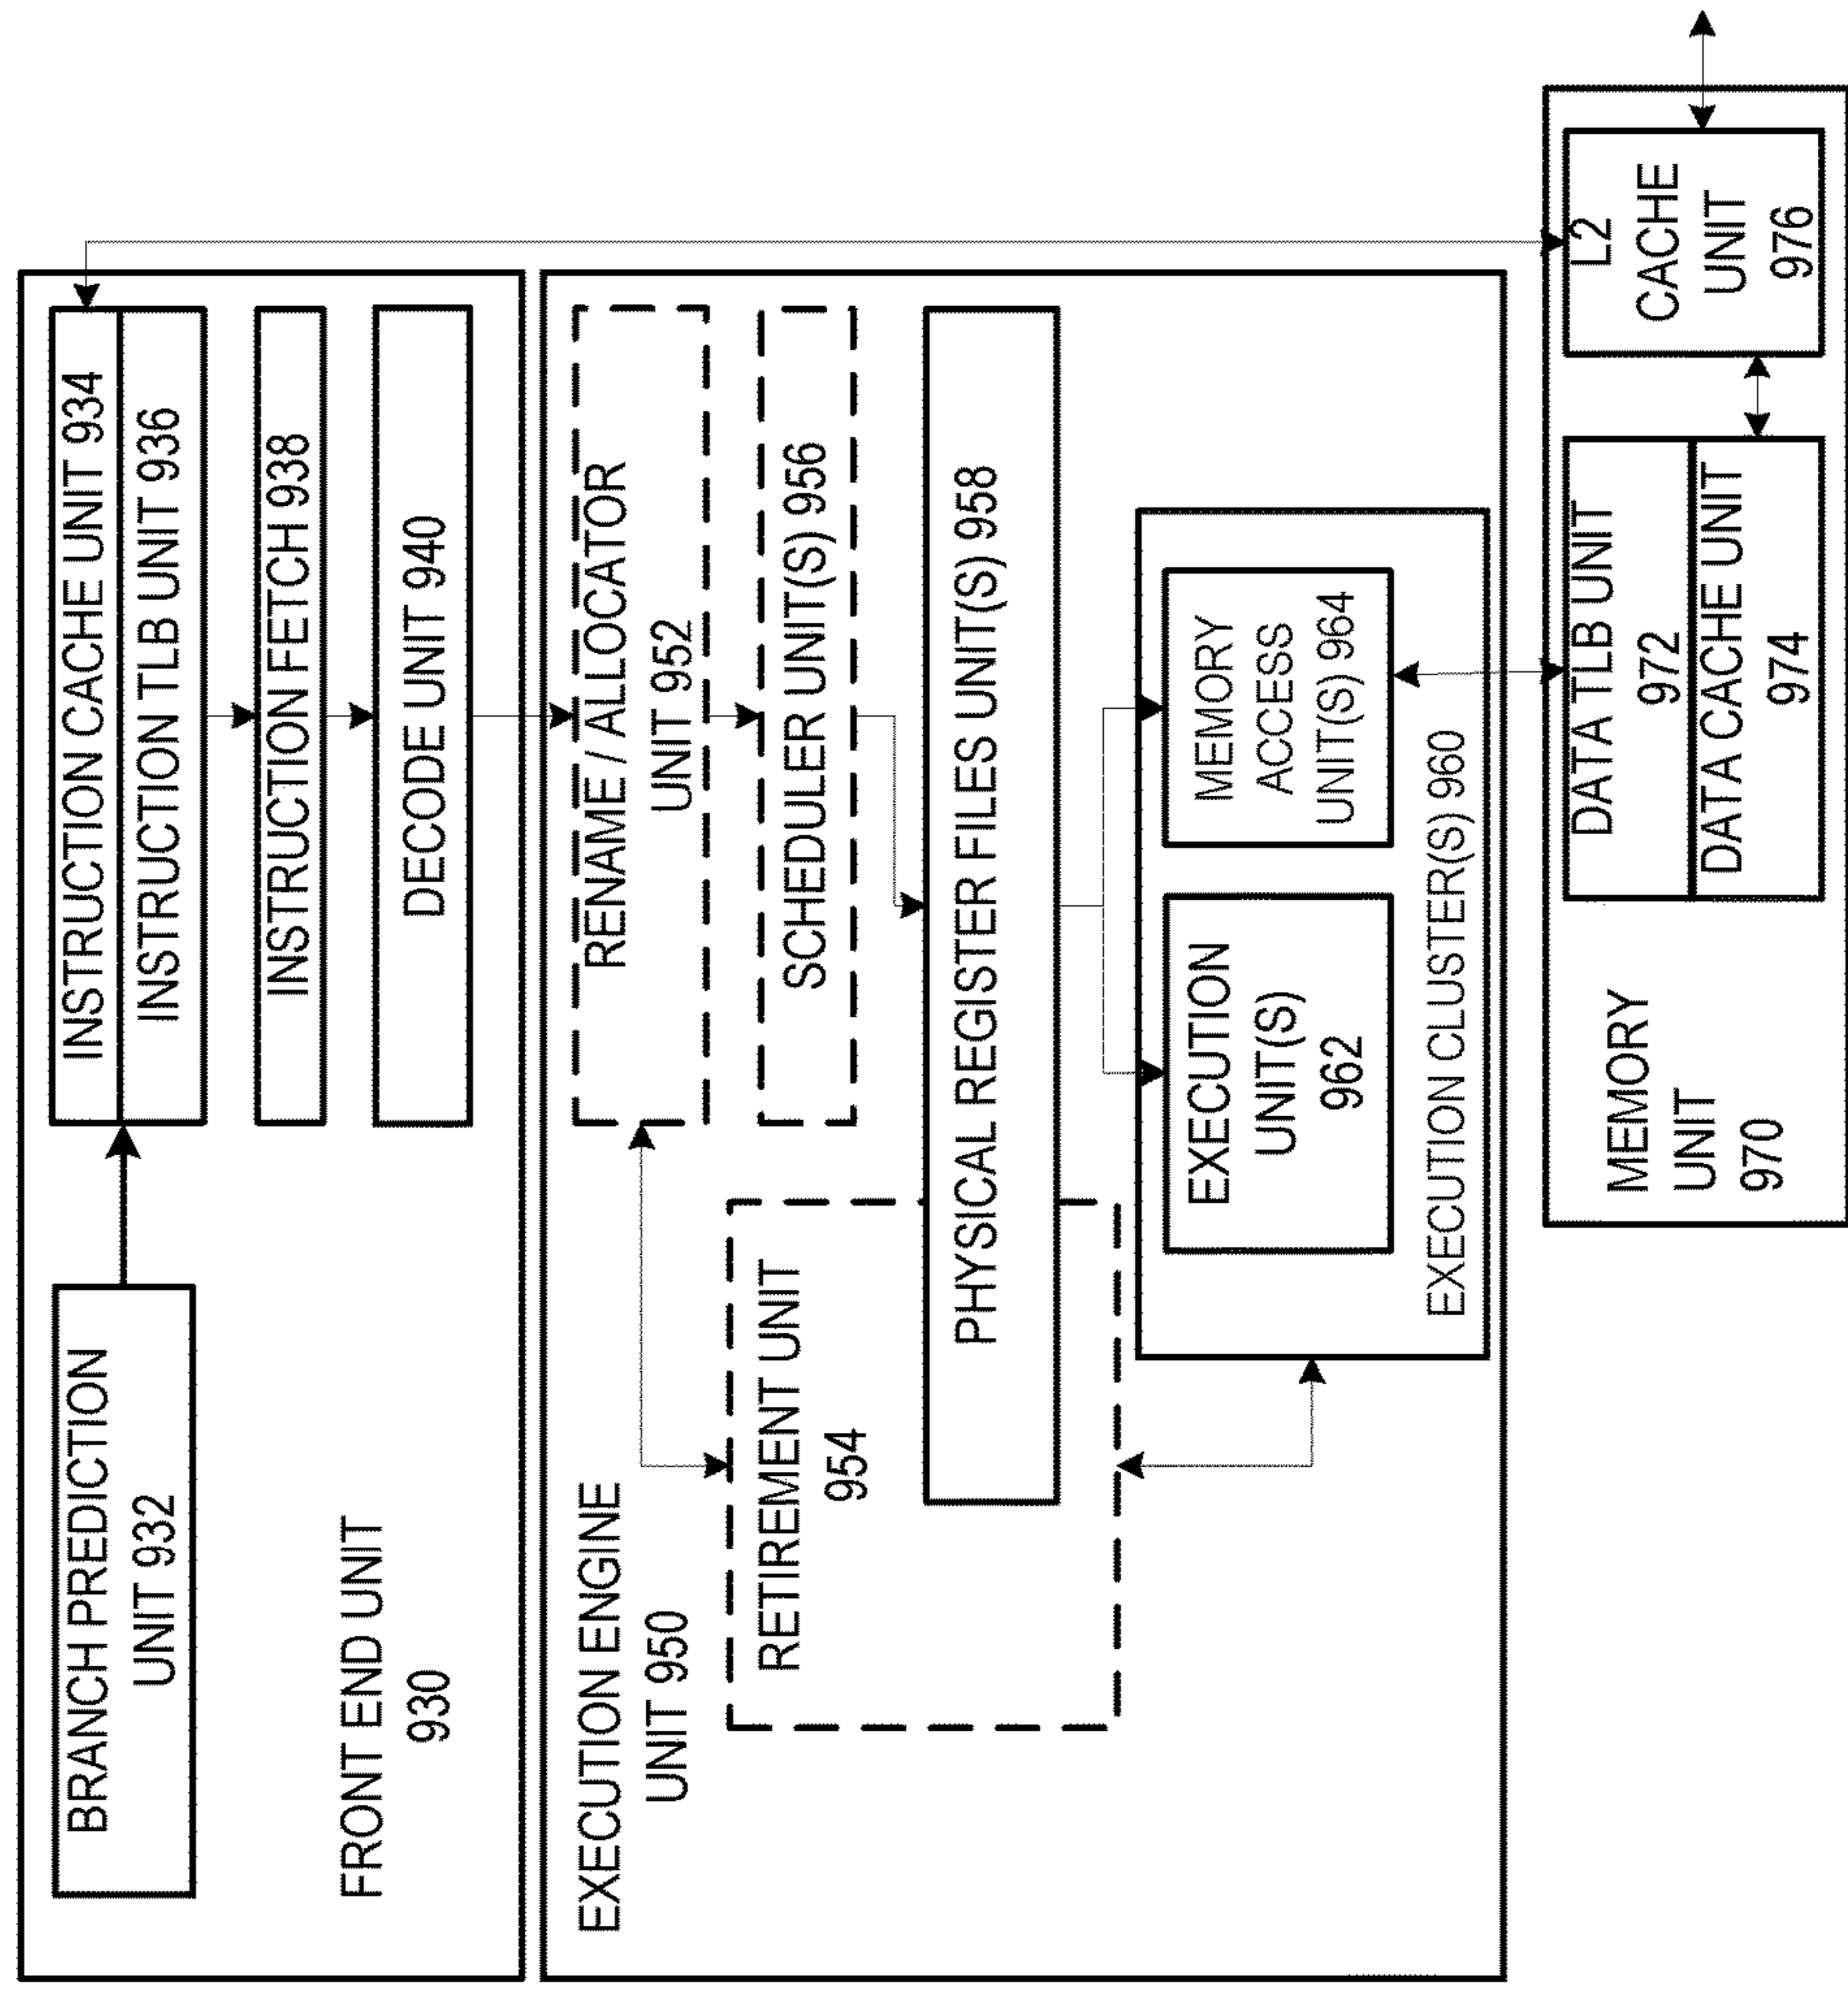 BRANCH PREDICTION
UNIT 932
INSTRUCTION CACHE UNIT 934
INSTRUCTION TLB UNIT 936
INSTRUCTION FETCH 938
FRONT END UNIT
930
DECODE UNIT 940
EXECUTION ENGINE
UNIT 950
RENAME / ALLOCATOR
UNIT 952
RETIREMENT UNIT
954
SCHEDULER UNIT(S) 956
PHYSICAL REGISTER FILES UNIT(S) 958
EXECUTION
UNIT(S)
962
MEMORY
ACCESS
UNIT(S) 964
EXECUTION CLUSTER(S) 960
MEMORY
UNIT
970
DATA TLB UNIT
972
DATA CACHE UNIT
974
L2
CACHE
UNIT
976